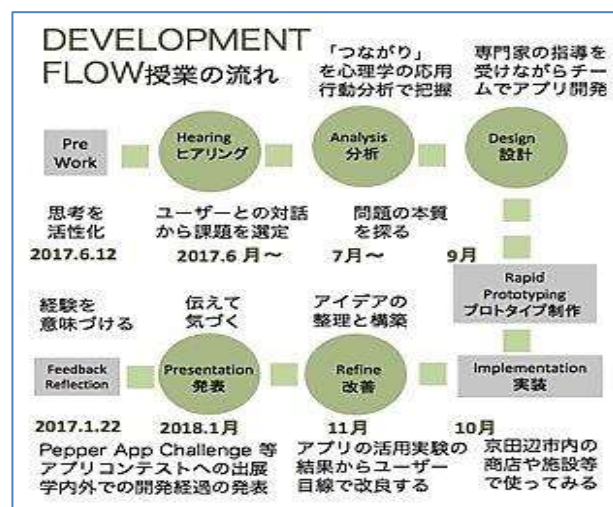 DEVELOPMENT
FLOW授業の流れ
「つながり」
を心理学の応用
行動分析で把握
専門家の指導を
受けながらチー
ムでアプリ開発
Pre
Work
Hearing
ヒアリング
Analysis
分析
Design
設計
思考を
活性化
2017.6.12
ユーザーとの対話
から課題を選定
2017.6 月～
問題の本質
を探る
7月～
9月
Rapid
Prototyping
プロトタイプ制作
経験を
意味づける
伝えて
気づく
アイデアの
整理と構築
Feedback
Reflection
Presentation
発表
Refine
改善
Implementation
実装
2017.1.22
2018.1月
11月
10月
Pepper App Challenge 等
アプリコンテストへの出展
学内外での開発経過の発表
アプリの活用実験の
結果からユーザー
目線で改良する
京田辺市内の
商店や施設等
で使ってみる